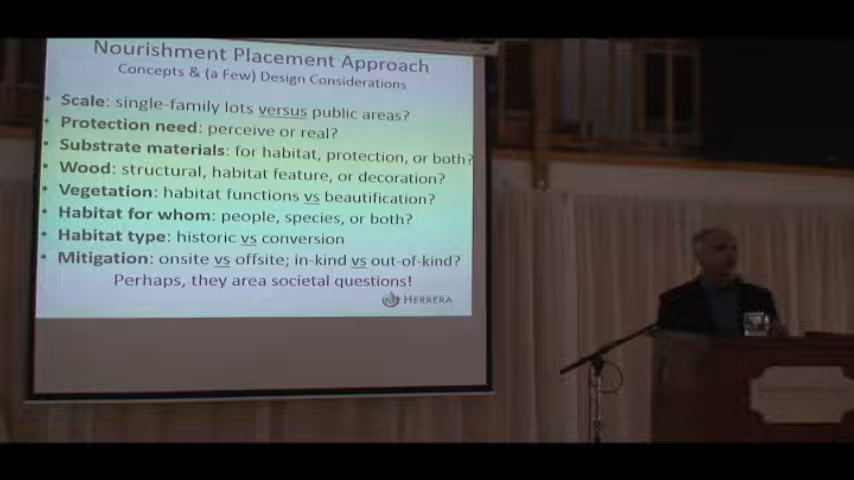 Nourishment Placement Approach
Concepts & (a Few) Design Considerations
• Scale: single-family lots versus public areas?
• Protection need: perceive or real?
• Substrate materials: for habitat, protection, or both?
• Wood: structural, habitat feature, or decoration?
• Vegetation: habitat functions vs beautification?
• Habitat for whom: people, species, or both?
• Habitat type: historic vs conversion
• Mitigation: onsite vs offsite; in-kind vs out-of-kind?
Perhaps, they area societal questions!
HERRERA